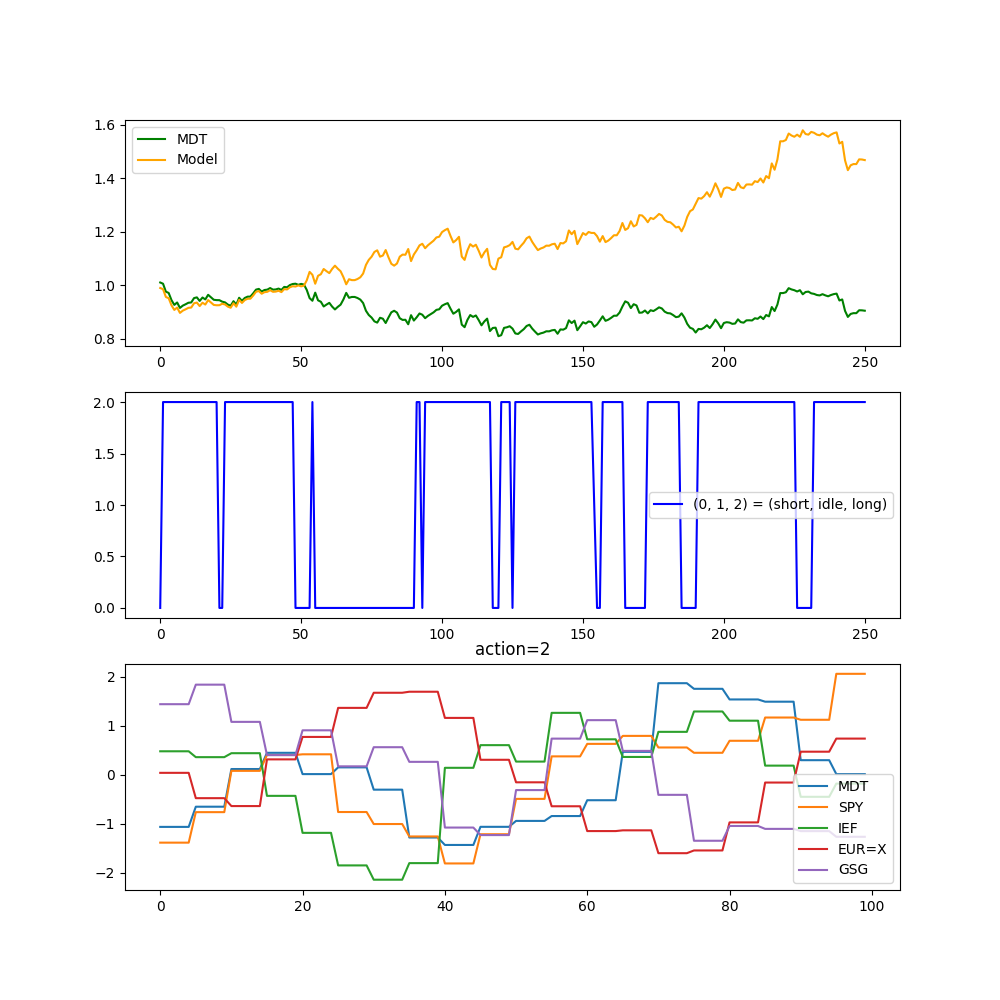 1.6
1.4
1.2
1.0
0.8
MDT
Model
0 50 100 150 200 250
2.0
1.5
1.0
0.5
0.0
(0, 1, 2) = (short, idle, long)
0 50 100 150 200 250
action=2
2
1
0
−1
−2
MDT
SPY
IEF
EUR=X
GSG
0 20 40 60 80 100